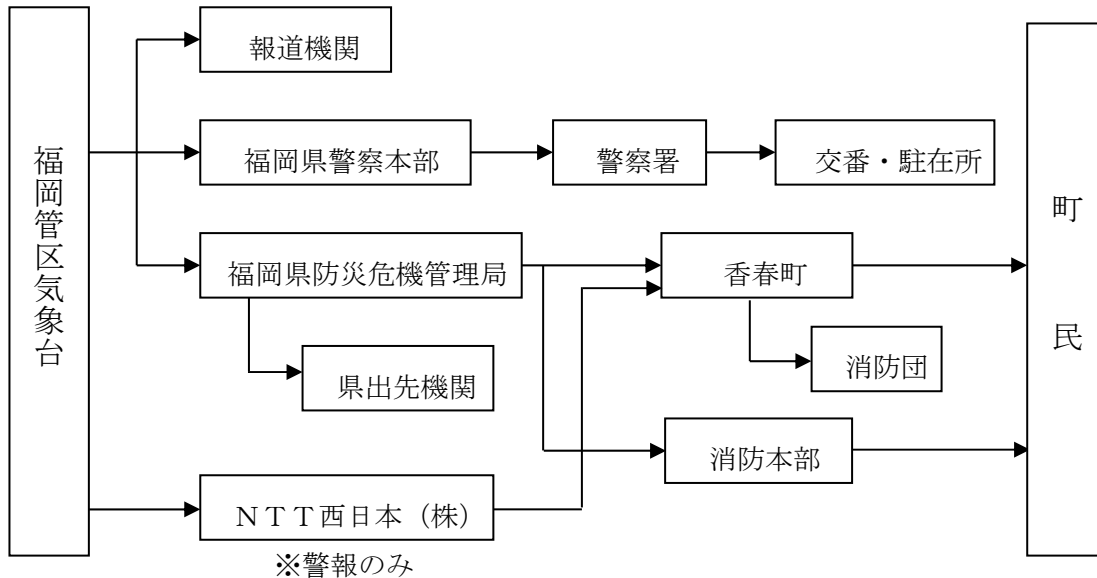 福岡管区気象台
報道機関
福岡県警察本部
警察署
交番・駐在所
福岡県防災危機管理局
香春町
県出先機関
消防団
消防本部
ＮＴＴ西日本（株）
※警報のみ
町民